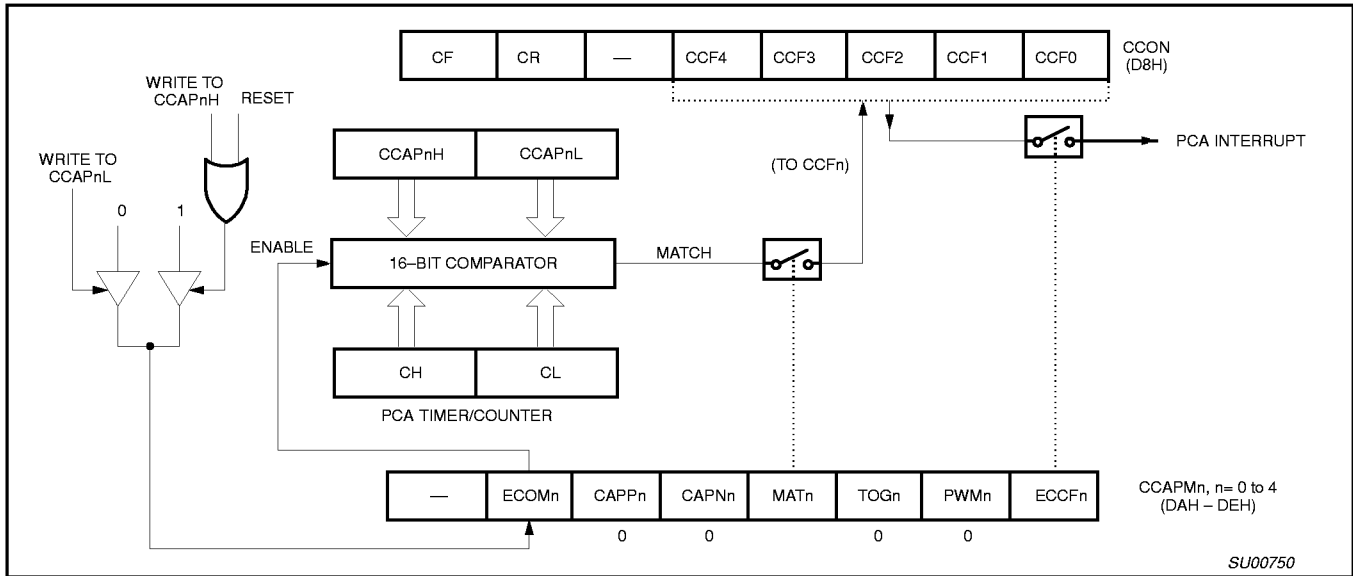 CF CR — CCF4 CCF3 CCF2 CCF1 CCF0
CCON
(D8H)
WRITE TO
CCAPnH
RESET
WRITE TO
CCAPnL
0 1
CCAPnH CCAPnL
(TO CCFn)
PCA INTERRUPT
ENABLE
16–BIT COMPARATOR
MATCH
CH CL
PCA TIMER/COUNTER
— ECOMn CAPPn CAPNn MATn TOGn PWMn ECCFn
CCAPMn, n= 0 to 4
(DAH – DEH)
0 0 0 0
SU00750